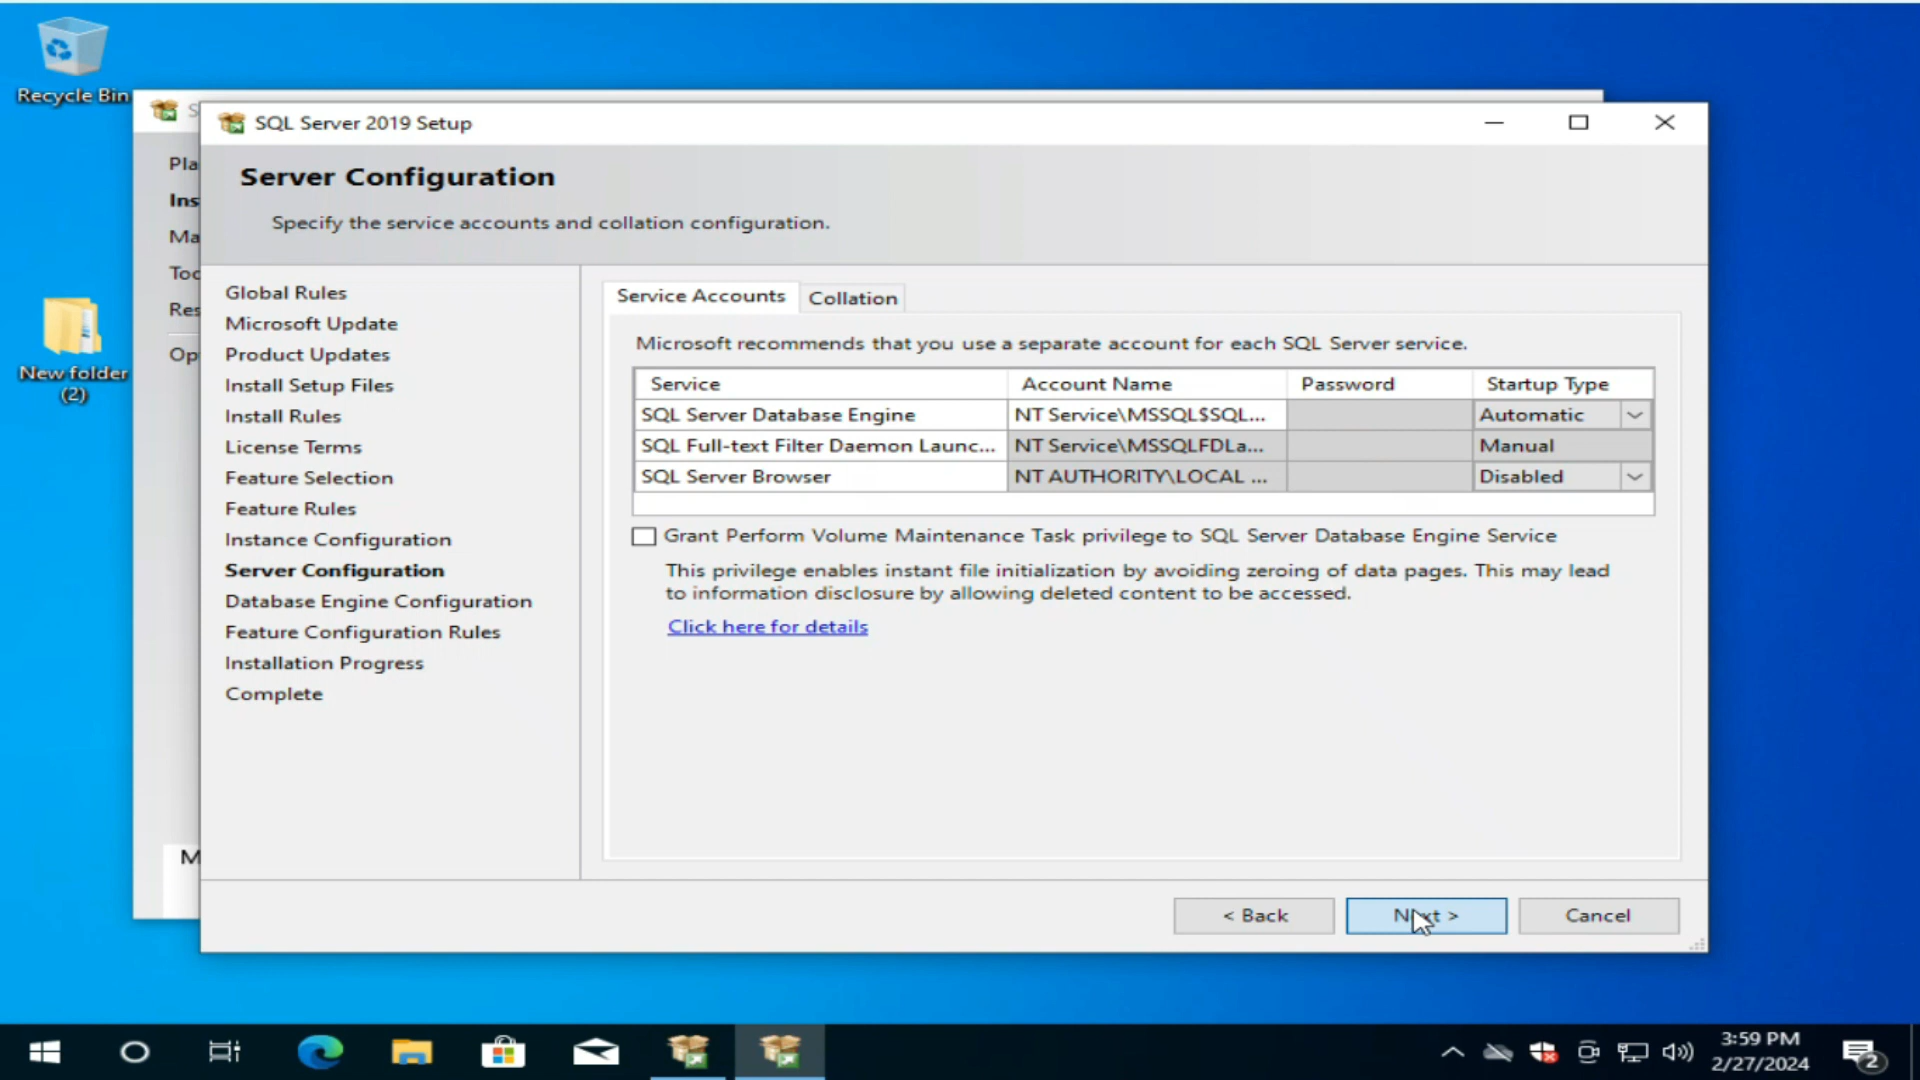 Recycle Bin
New folder
(2)
S
Pla
Ins
Ma
Too
Res
Op
M
SQL Server 2019 Setup
Server Configuration
Specify the service accounts and collation configuration.
Global Rules
Microsoft Update
Product Updates
Install Setup Files
Install Rules
License Terms
Feature Selection
Feature Rules
Instance Configuration
Server Configuration
Database Engine Configuration
Feature Configuration Rules
Installation Progress
Complete
Service Accounts Collation
Microsoft recommends that you use a separate account for each SQL Server service.
Service Account Name Password Startup Type
SQL Server Database Engine NT Service\MSSQL$SQL... Automatic
SQL Full-text Filter Daemon Launc... NT Service\MSSQLFDLa... Manual
SQL Server Browser NT AUTHORITY\LOCAL ... Disabled
Grant Perform Volume Maintenance Task privilege to SQL Server Database Engine Service
This privilege enables instant file initialization by avoiding zeroing of data pages. This may lead
to information disclosure by allowing deleted content to be accessed.
Click here for details
< Back Next > Cancel
3:59 PM
2/27/2024
2